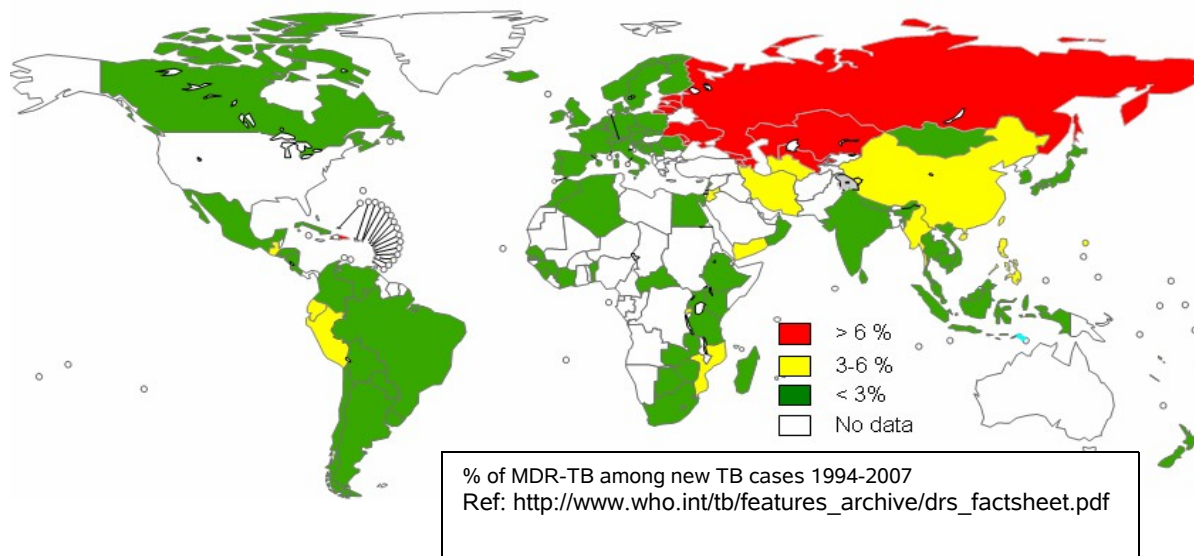 > 6 %
3-6 %
< 3%
No data
% of MDR-TB among new TB cases 1994-2007
Ref: http://www.who.int/tb/features_archive/drs_factsheet.pdf